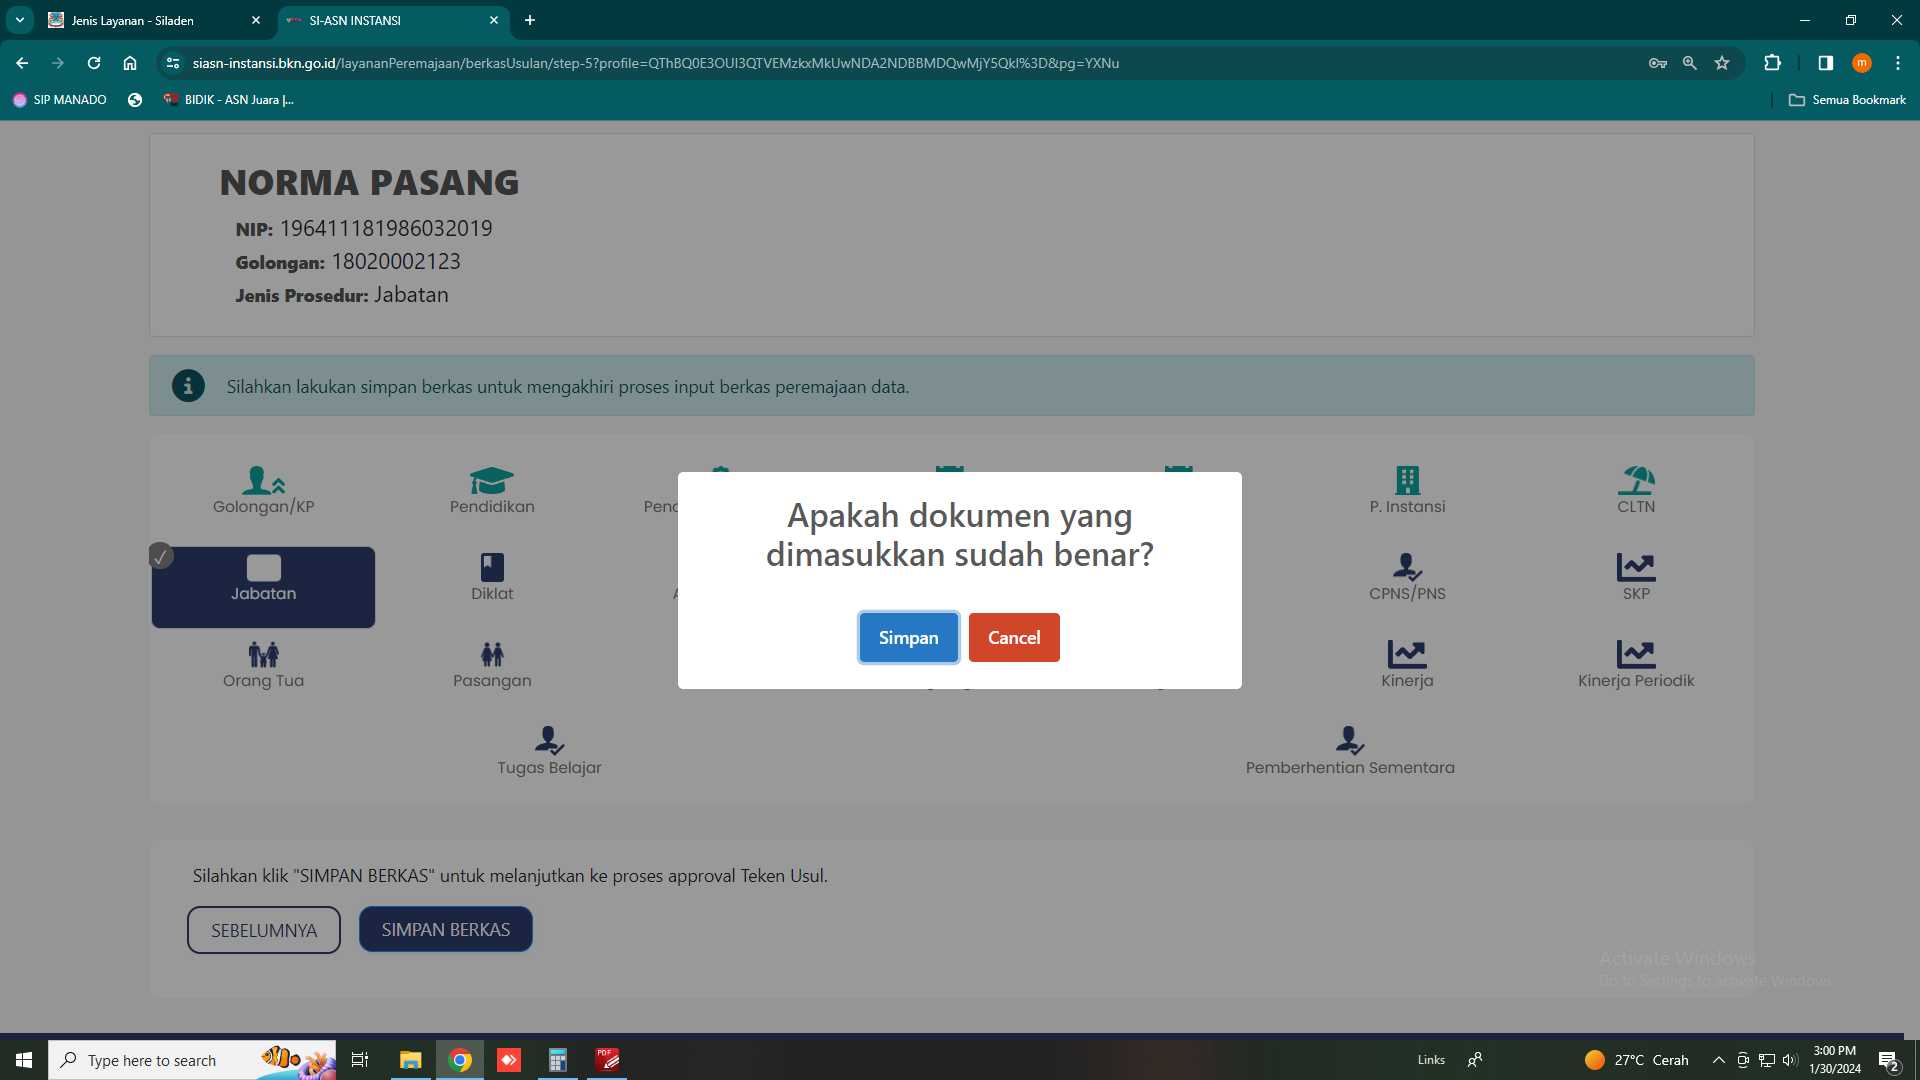 Jenis Layanan - Siladen
SI-ASN INSTANSI
siasn-instansi.bkn.go.id/layananPeremajaan/berkasUsulan/step-5?profile=QThBQ0E3OUI3QTVEMzkxMkUwNDA2NDBBMDQwMjY5QkI%3D&pg=YXNu
m
SIP MANADO
BIDIK - ASN Juara |...
Semua Bookmark
NORMA PASANG
NIP: 196411181986032019
Golongan: 18020002123
Jenis Prosedur: Jabatan
Silahkan lakukan simpan berkas untuk mengakhiri proses input berkas peremajaan data.
Golongan/KP
Pendidikan
P. Instansi
CLTN
Jabatan
Diklat
CPNS/PNS
SKP
Orang Tua
Pasangan
Kinerja
Kinerja Periodik
Tugas Belajar
Pemberhentian Sementara
Apakah dokumen yang
dimasukkan sudah benar?
Simpan
Cancel
Silahkan klik "SIMPAN BERKAS" untuk melanjutkan ke proses approval Teken Usul.
SEBELUMNYA
SIMPAN BERKAS
Activate Windows
Go to Settings to activate Windows.
Type here to search
PDF
Links
27°C Cerah
3:00 PM
1/30/2024
2